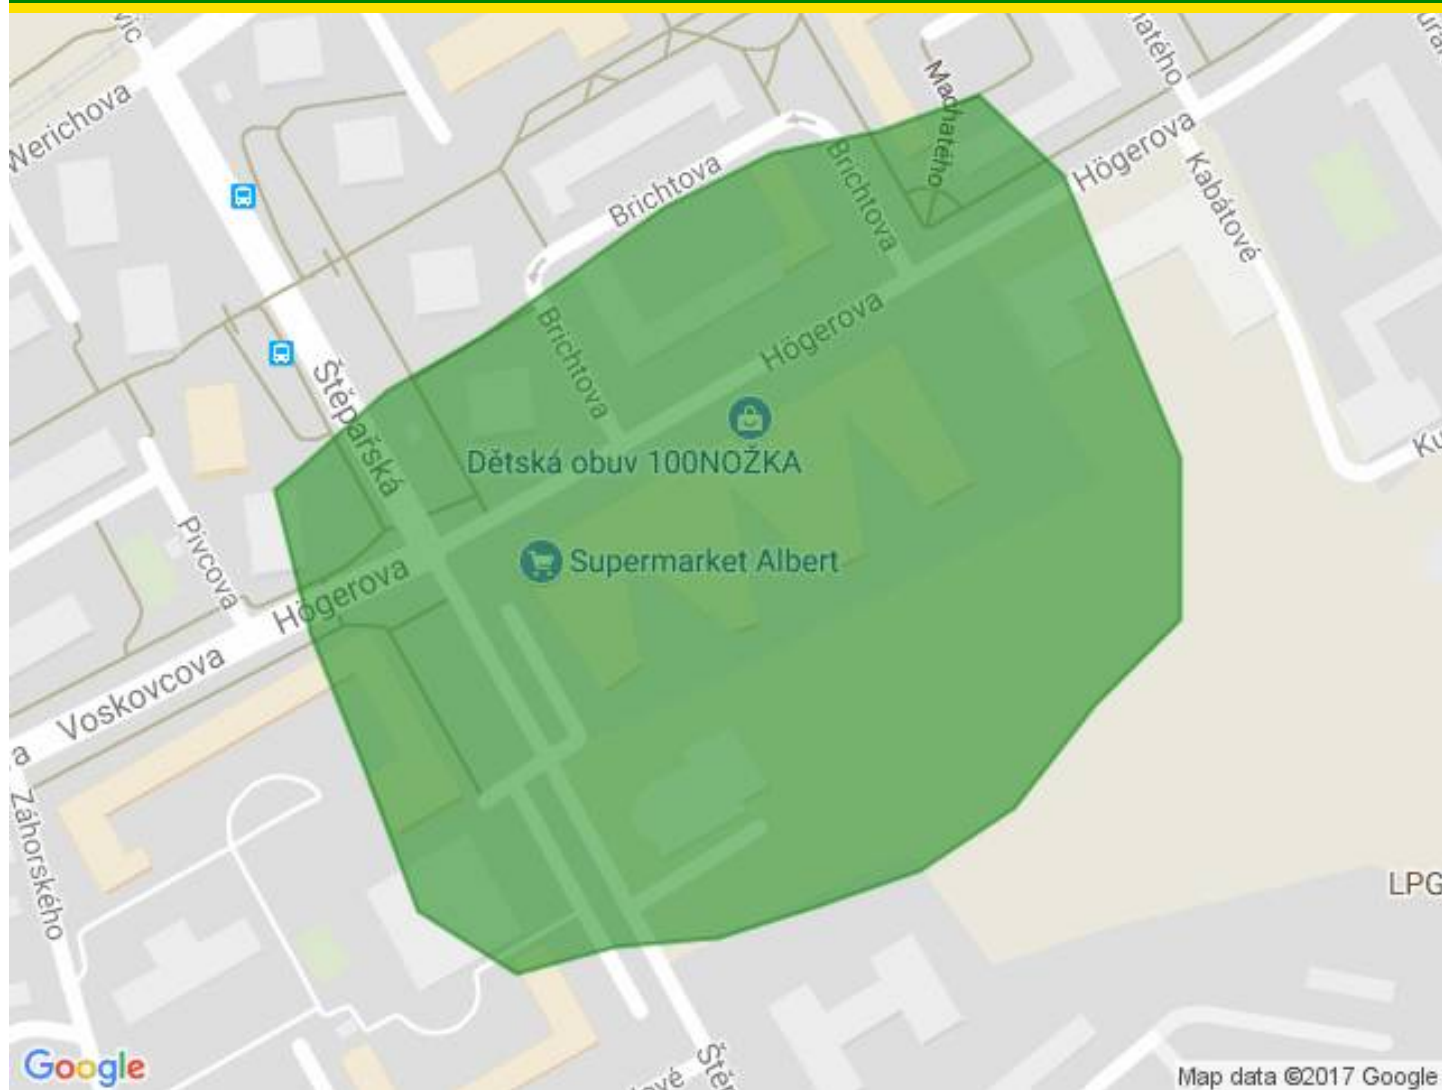 Werichova
Machatého
Högerova
Kabátové
Brichtova
Brichtova
Brichtova
Högerova
Štěpařská
Dětská obuv 100NOŽKA
Supermarket Albert
Pivcova
Högerova
Voskovcova
Záhorského
LPG
Google
Map data ©2017 Google